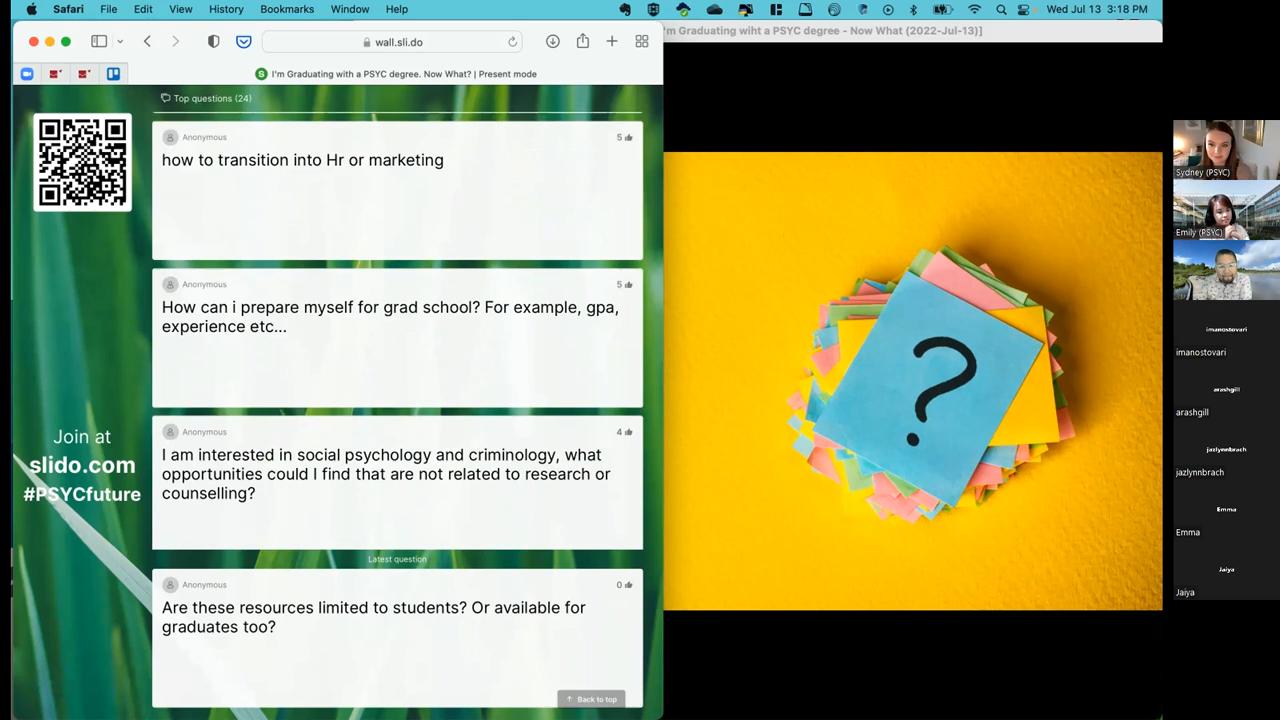 Safari File Edit View History Bookmarks Window Help Wed Jul 13 3:18 PM
I'm Graduating wiht a PSYC degree - Now What (2022-Jul-13)]
wall.sli.do
I'm Graduating with a PSYC degree. Now What? | Present mode
Top questions (24)
Anonymous 5
how to transition into Hr or marketing
Anonymous 5
How can i prepare myself for grad school? For example, gpa,
experience etc...
Anonymous 4
I am interested in social psychology and criminology, what
opportunities could I find that are not related to research or
counselling?
Latest question
Anonymous 0
Are these resources limited to students? Or available for
graduates too?
Back to top
Join at
slido.com
#PSYCfuture
?
Sydney (PSYC)
Emily (PSYC)
imanostovari
imanostovari
arashgill
arashgill
jazlynnbrach
jazlynnbrach
Emma
Emma
Jaiya
Jaiya